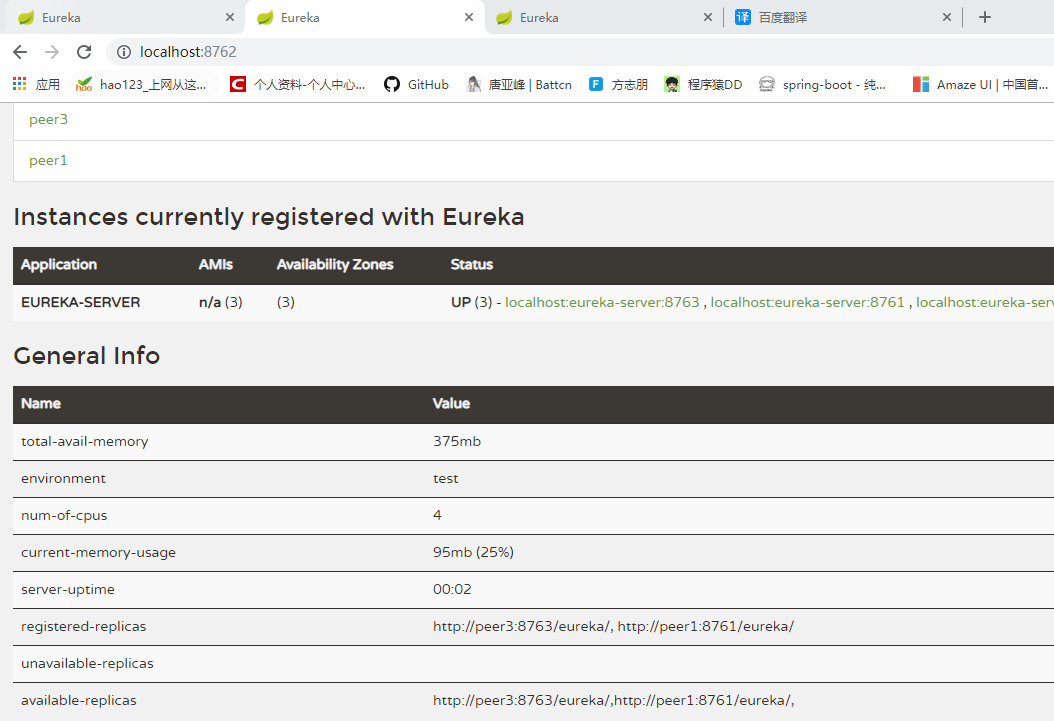 Eureka Eureka Eureka 译 百度翻译
localhost:8762
应用 hao hao123_上网从这... C 个人资料-个人中心... GitHub 唐亚峰 | Battcn F 方志朋 程序猿DD spring-boot - 纯... Amaze UI | 中国首...
peer3
peer1
Instances currently registered with Eureka
Application AMIs Availability Zones Status
EUREKA-SERVER n/a (3) (3) UP (3) - localhost:eureka-server:8763 , localhost:eureka-server:8761 , localhost:eureka-ser
General Info
Name Value
total-avail-memory 375mb
environment test
num-of-cpus 4
current-memory-usage 95mb (25%)
server-uptime 00:02
registered-replicas http://peer3:8763/eureka/, http://peer1:8761/eureka/
unavailable-replicas
available-replicas http://peer3:8763/eureka/,http://peer1:8761/eureka/,